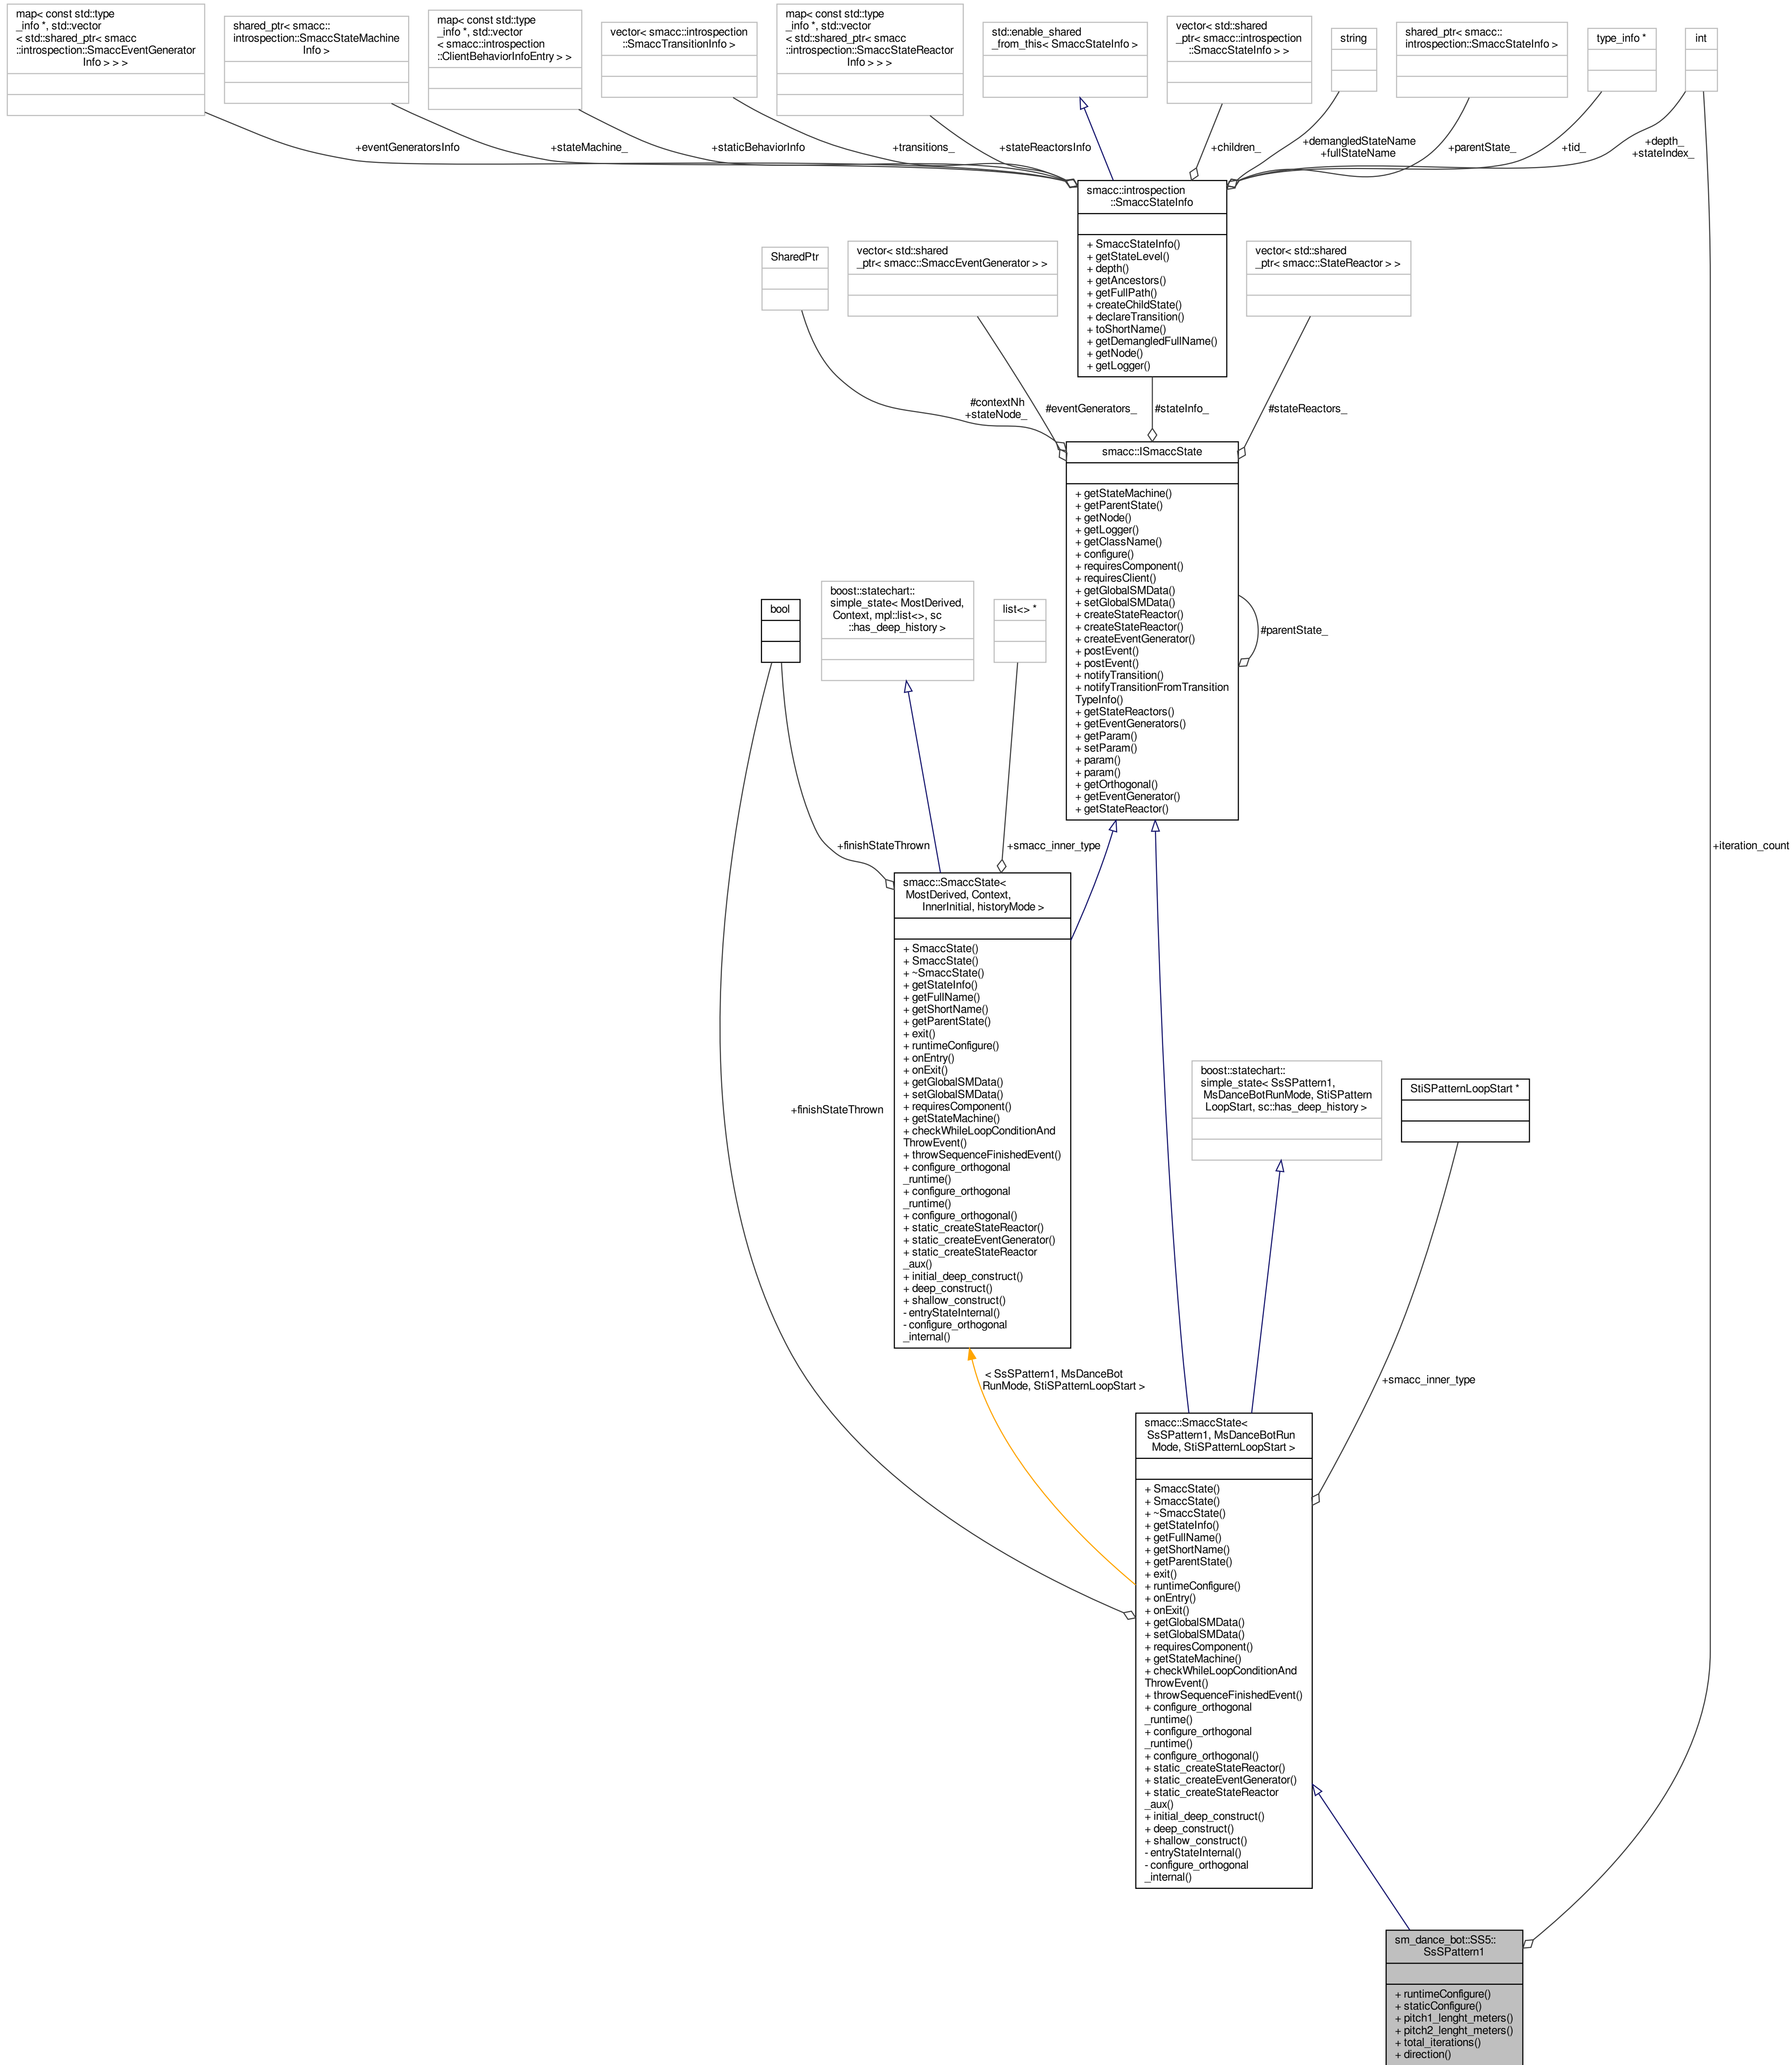 map< const std::type
_info *, std::vector
< std::shared_ptr< smacc
::introspection::SmaccEventGenerator
Info > > >
shared_ptr< smacc::
introspection::SmaccStateMachine
Info >
map< const std::type
_info *, std::vector
< smacc::introspection
::ClientBehaviorInfoEntry > >
vector< smacc::introspection
::SmaccTransitionInfo >
map< const std::type
_info *, std::vector
< std::shared_ptr< smacc
::introspection::SmaccStateReactor
Info > > >
std::enable_shared
_from_this< SmaccStateInfo >
vector< std::shared
_ptr< smacc::introspection
::SmaccStateInfo > >
string
shared_ptr< smacc::
introspection::SmaccStateInfo >
type_info *
int
+eventGeneratorsInfo
+stateMachine_
+staticBehaviorInfo
+transitions_
+stateReactorsInfo
+children_
+demangledStateName
+fullStateName
+parentState_
+tid_
+depth_
+stateIndex_
smacc::introspection
::SmaccStateInfo
+ SmaccStateInfo()
+ getStateLevel()
+ depth()
+ getAncestors()
+ getFullPath()
+ createChildState()
+ declareTransition()
+ toShortName()
+ getDemangledFullName()
+ getNode()
+ getLogger()
SharedPtr
vector< std::shared
_ptr< smacc::SmaccEventGenerator > >
vector< std::shared
_ptr< smacc::StateReactor > >
#contextNh
+stateNode_
#eventGenerators_
#stateInfo_
#stateReactors_
smacc::ISmaccState
+ getStateMachine()
+ getParentState()
+ getNode()
+ getLogger()
+ getClassName()
+ configure()
+ requiresComponent()
+ requiresClient()
+ getGlobalSMData()
+ setGlobalSMData()
+ createStateReactor()
+ createStateReactor()
+ createEventGenerator()
+ postEvent()
+ postEvent()
+ notifyTransition()
+ notifyTransitionFromTransition
TypeInfo()
+ getStateReactors()
+ getEventGenerators()
+ getParam()
+ setParam()
+ param()
+ param()
+ getOrthogonal()
+ getEventGenerator()
+ getStateReactor()
#parentState_
bool
boost::statechart::
simple_state< MostDerived,
Context, mpl::list<>, sc
::has_deep_history >
list<> *
+finishStateThrown
+smacc_inner_type
+iteration_count
smacc::SmaccState<
MostDerived, Context,
InnerInitial, historyMode >
+ SmaccState()
+ SmaccState()
+ ~SmaccState()
+ getStateInfo()
+ getFullName()
+ getShortName()
+ getParentState()
+ exit()
+ runtimeConfigure()
+ onEntry()
+ onExit()
+ getGlobalSMData()
+ setGlobalSMData()
+ requiresComponent()
+ getStateMachine()
+ checkWhileLoopConditionAnd
ThrowEvent()
+ throwSequenceFinishedEvent()
+ configure_orthogonal
_runtime()
+ configure_orthogonal
_runtime()
+ configure_orthogonal()
+ static_createStateReactor()
+ static_createEventGenerator()
+ static_createStateReactor
_aux()
+ initial_deep_construct()
+ deep_construct()
+ shallow_construct()
- entryStateInternal()
- configure_orthogonal
_internal()
+finishStateThrown
boost::statechart::
simple_state< SsSPattern1,
MsDanceBotRunMode, StiSPattern
LoopStart, sc::has_deep_history >
StiSPatternLoopStart *
< SsSPattern1, MsDanceBot
RunMode, StiSPatternLoopStart >
+smacc_inner_type
smacc::SmaccState<
SsSPattern1, MsDanceBotRun
Mode, StiSPatternLoopStart >
+ SmaccState()
+ SmaccState()
+ ~SmaccState()
+ getStateInfo()
+ getFullName()
+ getShortName()
+ getParentState()
+ exit()
+ runtimeConfigure()
+ onEntry()
+ onExit()
+ getGlobalSMData()
+ setGlobalSMData()
+ requiresComponent()
+ getStateMachine()
+ checkWhileLoopConditionAnd
ThrowEvent()
+ throwSequenceFinishedEvent()
+ configure_orthogonal
_runtime()
+ configure_orthogonal
_runtime()
+ configure_orthogonal()
+ static_createStateReactor()
+ static_createEventGenerator()
+ static_createStateReactor
_aux()
+ initial_deep_construct()
+ deep_construct()
+ shallow_construct()
- entryStateInternal()
- configure_orthogonal
_internal()
sm_dance_bot::SS5::
SsSPattern1
+ runtimeConfigure()
+ staticConfigure()
+ pitch1_lenght_meters()
+ pitch2_lenght_meters()
+ total_iterations()
+ direction()